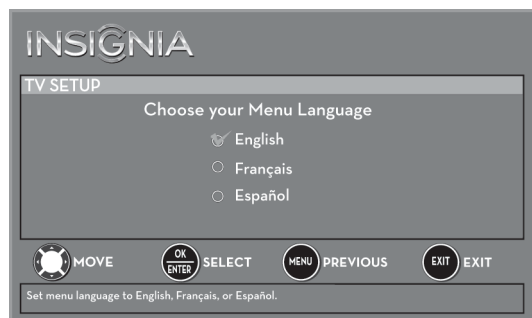 INSIGNIA
TV SETUP
Choose your Menu Language
English
Français
Español
MOVE OK ENTER SELECT MENU PREVIOUS EXIT EXIT
Set menu language to English, Français, or Español.